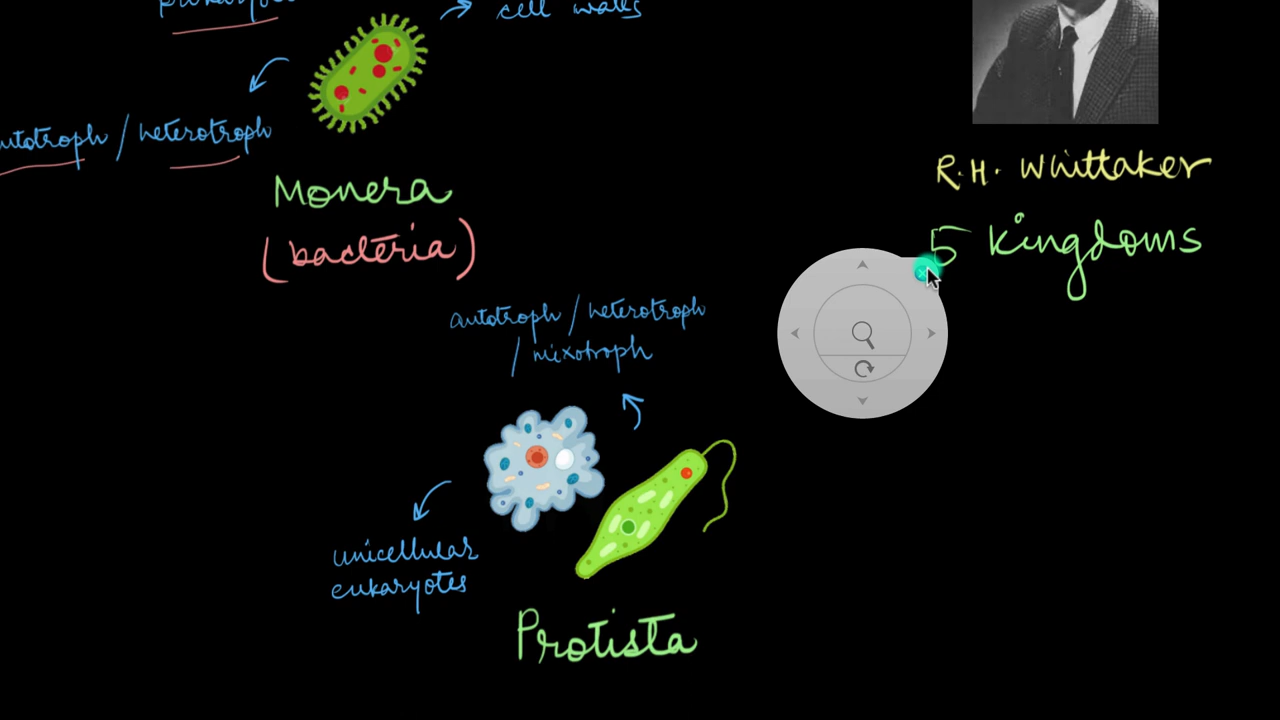 cell walls
autotroph / heterotroph
Monera
(bacteria)
R.H. Whittaker
5 kingdoms
autotroph / heterotroph
/ mixotroph
unicellular
eukaryotes
Protista